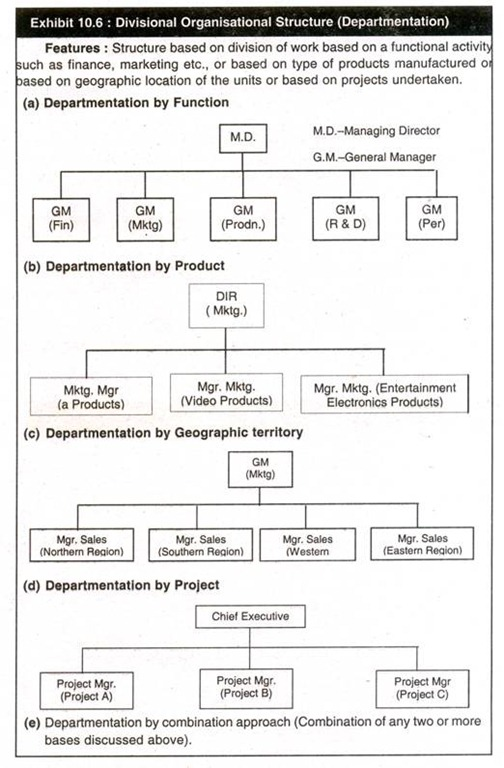 Exhibit 10.6 : Divisional Organisational Structure (Departmentation)
Features : Structure based on division of work based on a functional activity
such as finance, marketing etc., or based on type of products manufactured or
based on geographic location of the units or based on projects undertaken.
(a) Departmentation by Function
M.D.
M.D.–Managing Director
G.M.–General Manager
GM
(Fin)
GM
(Mktg)
GM
(Prodn.)
GM
(R & D)
GM
(Per)
(b) Departmentation by Product
DIR
( Mktg.)
Mktg. Mgr
(a Products)
Mgr. Mktg.
(Video Products)
Mgr. Mktg. (Entertainment
Electronics Products)
(c) Departmentation by Geographic territory
GM
(Mktg)
Mgr. Sales
(Northern Region)
Mgr. Sales
(Southern Region)
Mgr. Sales
(Western
Mgr. Sales
(Eastern Region)
(d) Departmentation by Project
Chief Executive
Project Mgr.
(Project A)
Project Mgr.
(Project B)
Project Mgr
(Project C)
(e) Departmentation by combination approach (Combination of any two or more
bases discussed above).